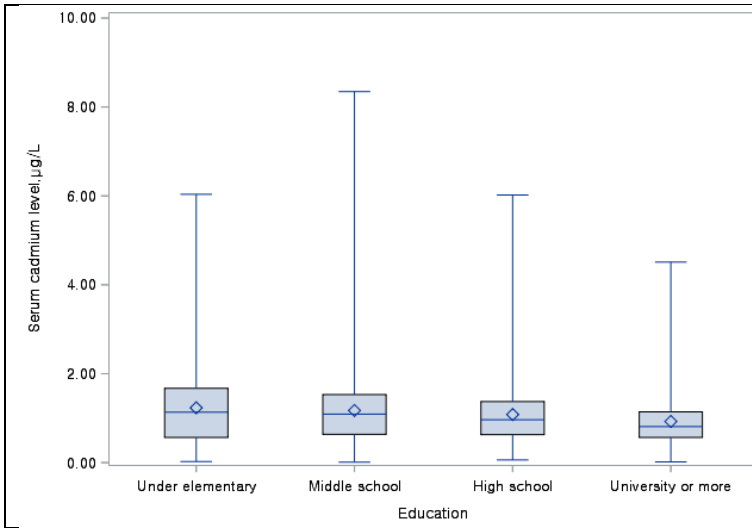 10.00
8.00
6.00
4.00
2.00
0.00
Serum cadmium level,μg/L
Under elementary
Middle school
High school
University or more
Education